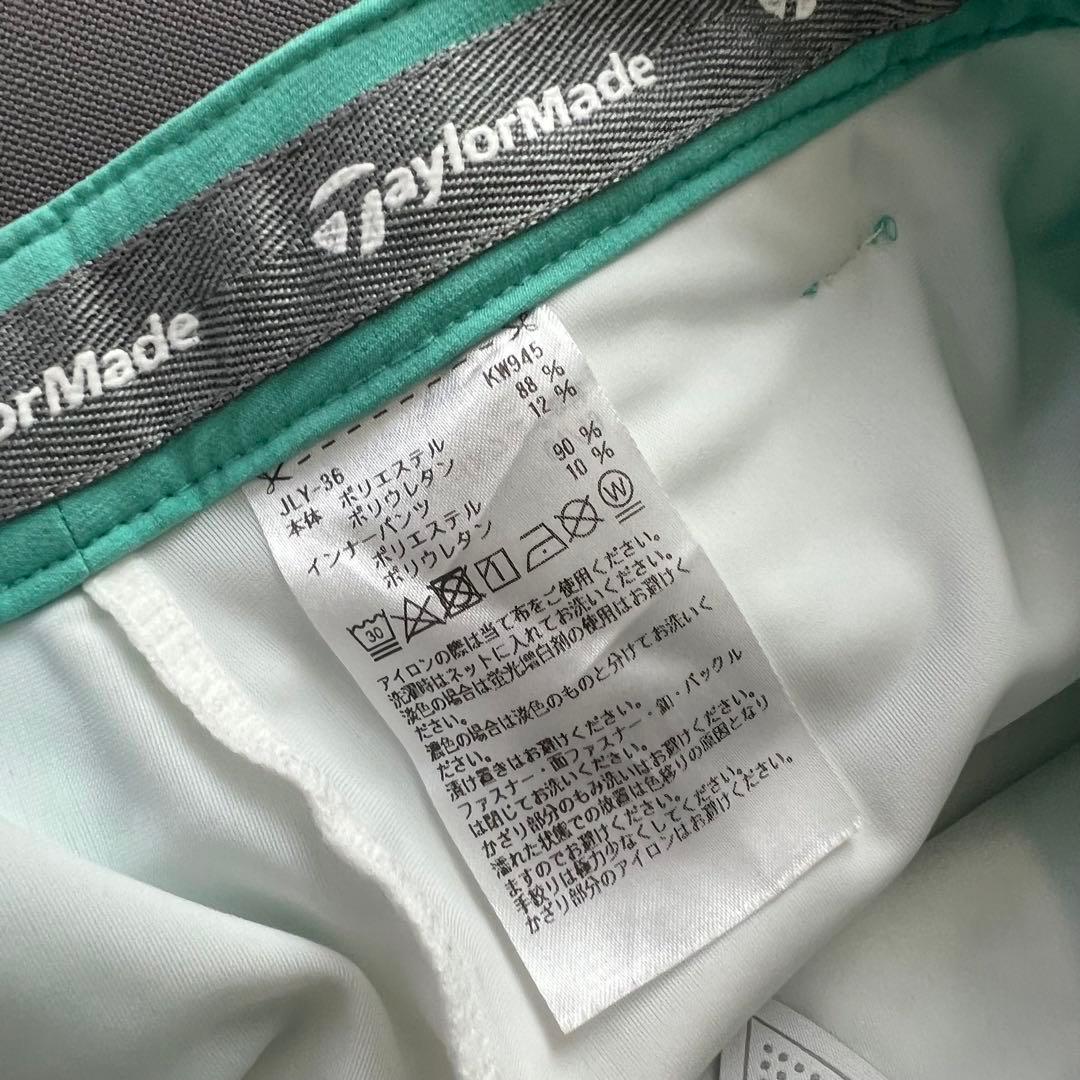 TaylorMade
orMade
KW945
JLY-36
本体 ポリエステル 88 %
ポリウレタン 12 %
インナーパンツ
ポリエステル 90 %
ポリウレタン 10 %
30
W
アイロンの際は当て布をご使用ください。
洗濯時はネットに入れてお洗いください。
淡色の場合は蛍光増白剤の使用はお避けく
ださい。
濃色の場合は淡色のものと分けてお洗いく
ださい。
漬け置きはお避けください。
ファスナー・面ファスナー・釦・バックル
は閉じてお洗いください。
かざり部分のもみ洗いはお避けください。
濡れた状態での放置は色移りの原因となり
ますのでお避けください。
手絞りは極力少なくしてください。
かざり部分のアイロンはお避けください。